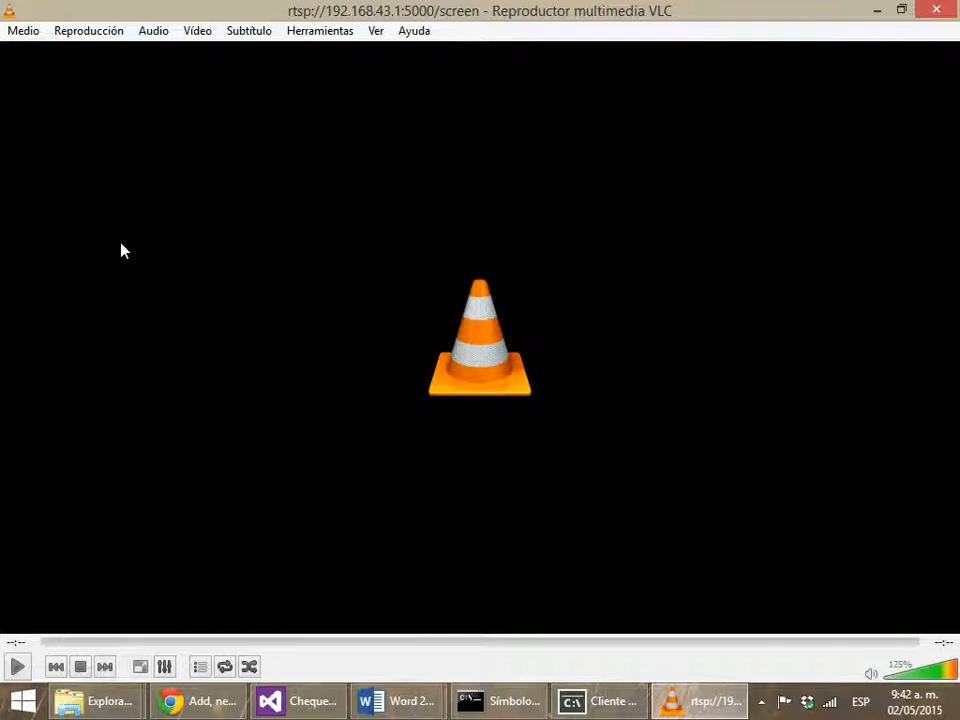 rtsp://192.168.43.1:5000/screen - Reproductor multimedia VLC
Medio Reproducción Audio Vídeo Subtítulo Herramientas Ver Ayuda
--:-- --:--
125%
Explora... Add, ne... Cheque... Word 2... C:\ Símbolo... C:\ Cliente ... rtsp://19... ESP 9:42 a. m.
02/05/2015